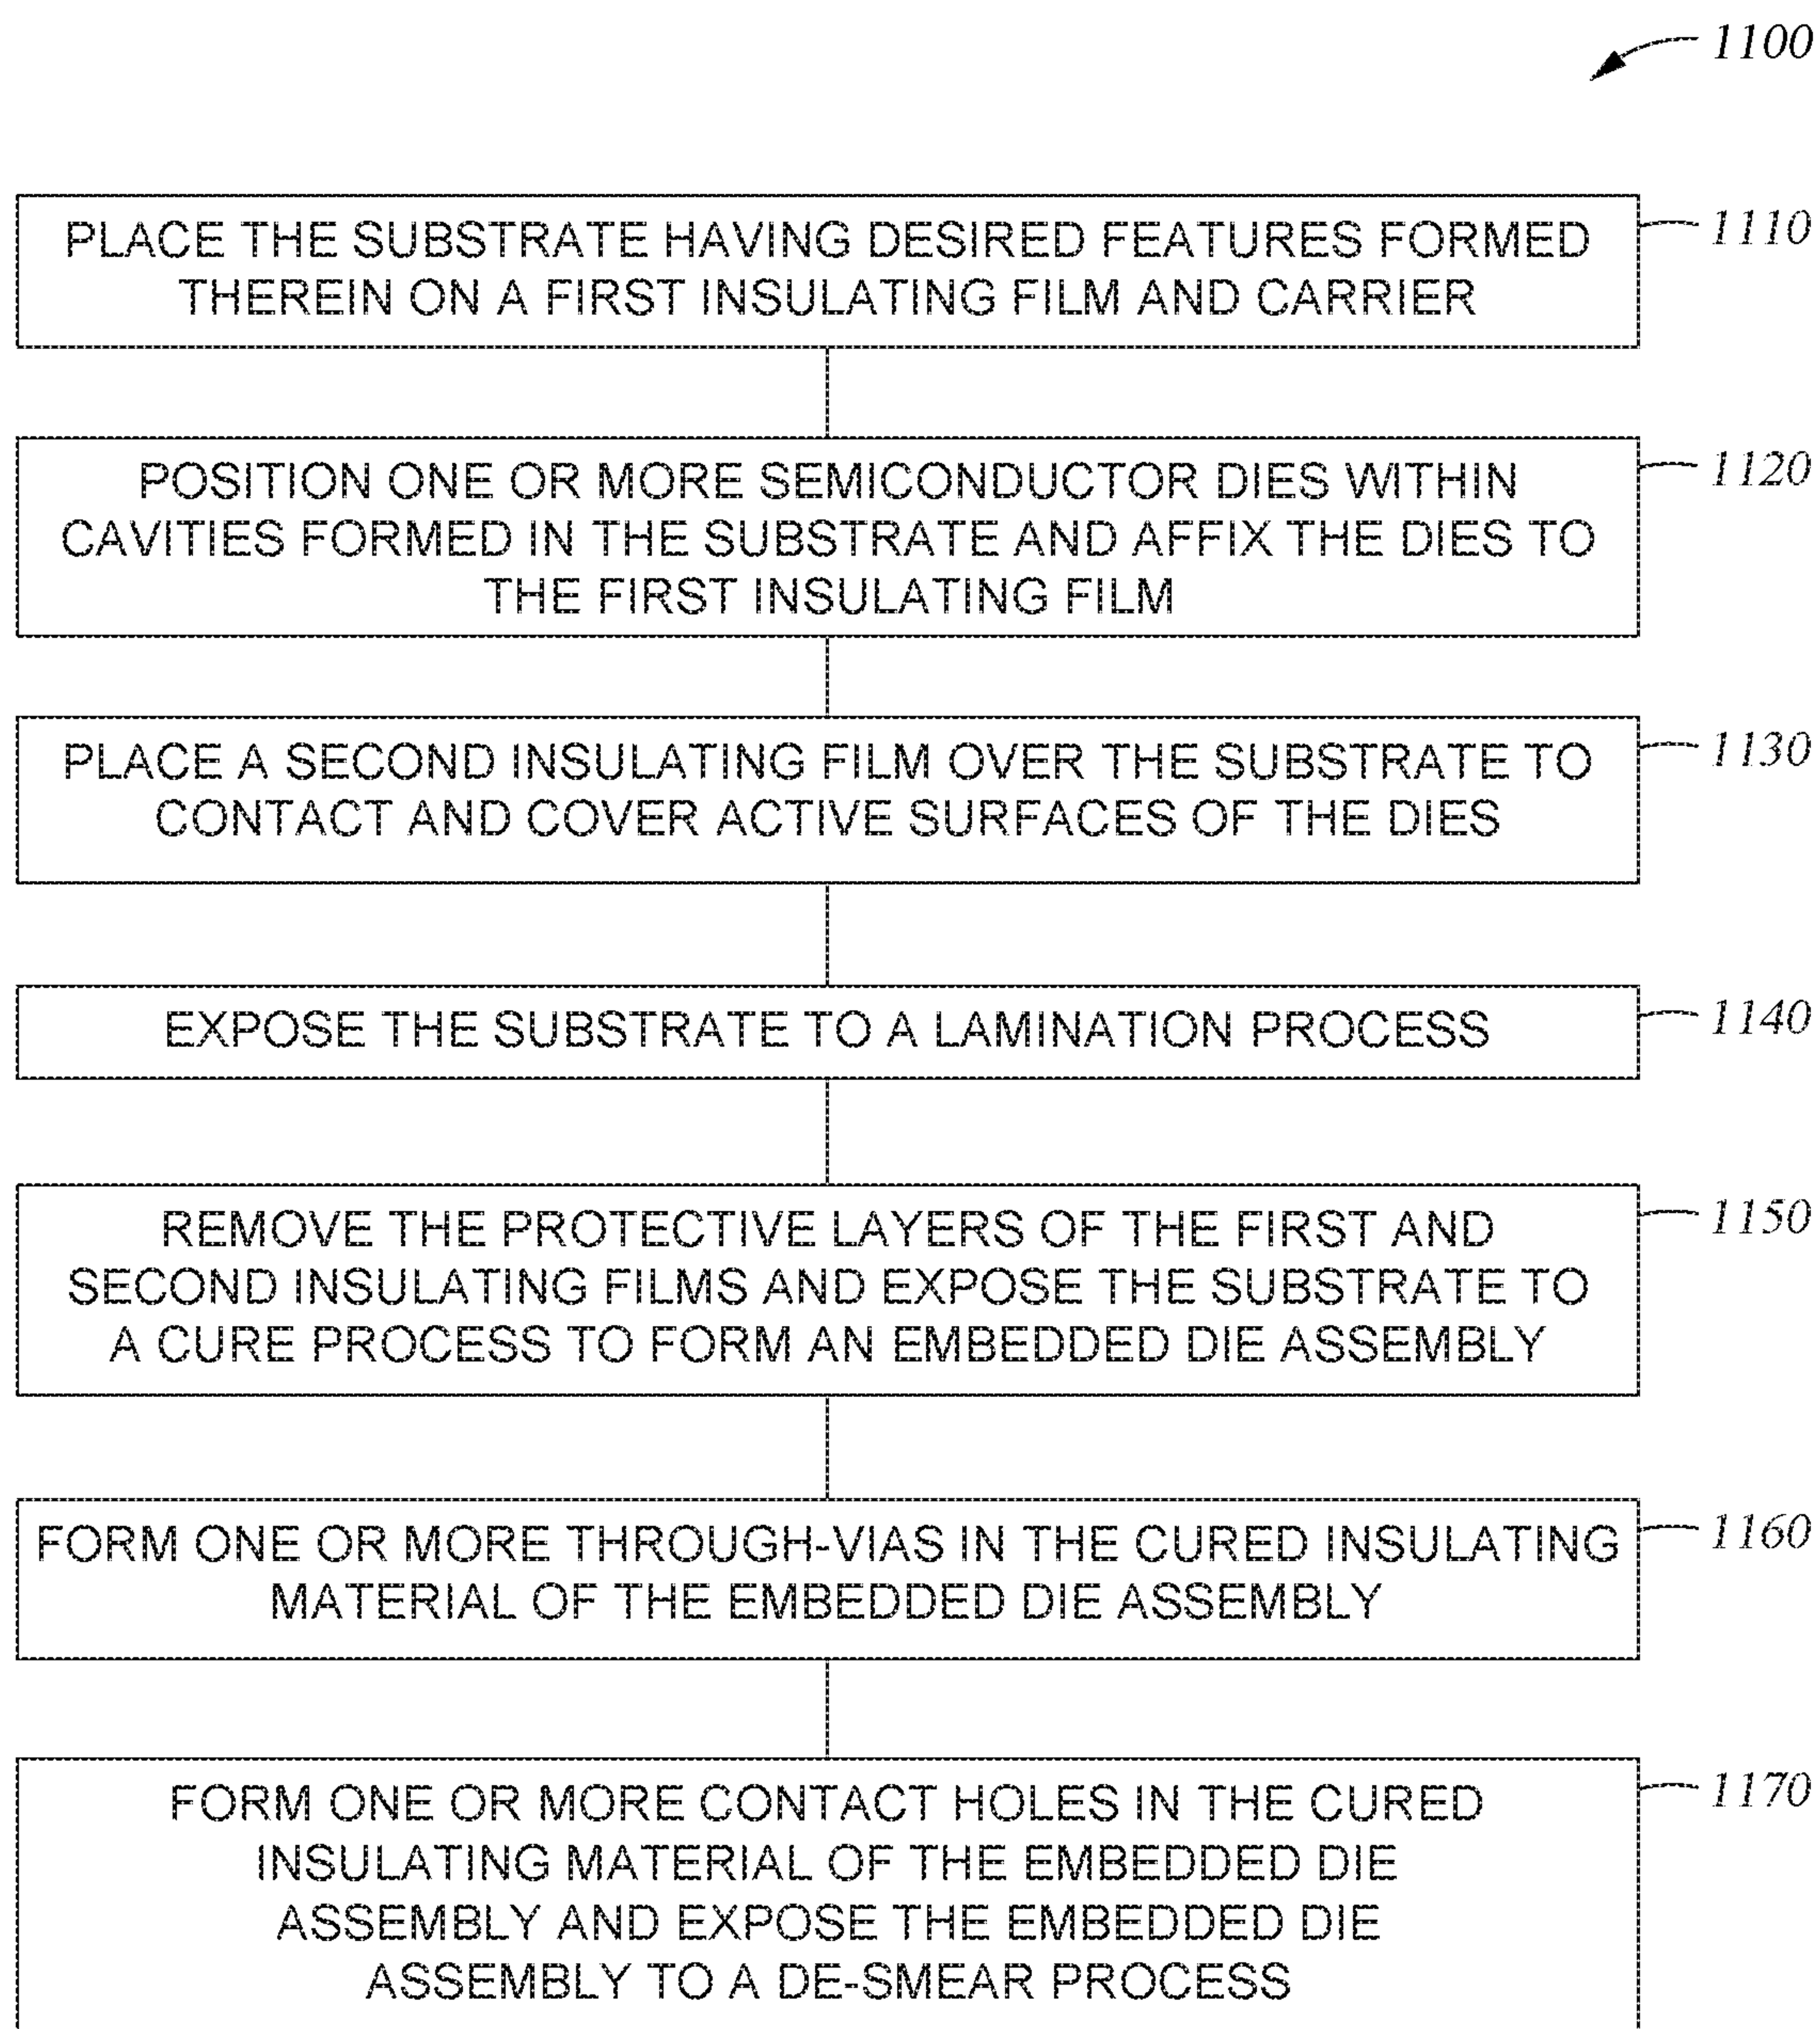 1100
PLACE THE SUBSTRATE HAVING DESIRED FEATURES FORMED
THEREIN ON A FIRST INSULATING FILM AND CARRIER
1110
POSITION ONE OR MORE SEMICONDUCTOR DIES WITHIN
CAVITIES FORMED IN THE SUBSTRATE AND AFFIX THE DIES TO
THE FIRST INSULATING FILM
1120
PLACE A SECOND INSULATING FILM OVER THE SUBSTRATE TO
CONTACT AND COVER ACTIVE SURFACES OF THE DIES
1130
EXPOSE THE SUBSTRATE TO A LAMINATION PROCESS
1140
REMOVE THE PROTECTIVE LAYERS OF THE FIRST AND
SECOND INSULATING FILMS AND EXPOSE THE SUBSTRATE TO
A CURE PROCESS TO FORM AN EMBEDDED DIE ASSEMBLY
1150
FORM ONE OR MORE THROUGH-VIAS IN THE CURED INSULATING
MATERIAL OF THE EMBEDDED DIE ASSEMBLY
1160
FORM ONE OR MORE CONTACT HOLES IN THE CURED
INSULATING MATERIAL OF THE EMBEDDED DIE
ASSEMBLY AND EXPOSE THE EMBEDDED DIE
ASSEMBLY TO A DE-SMEAR PROCESS
1170